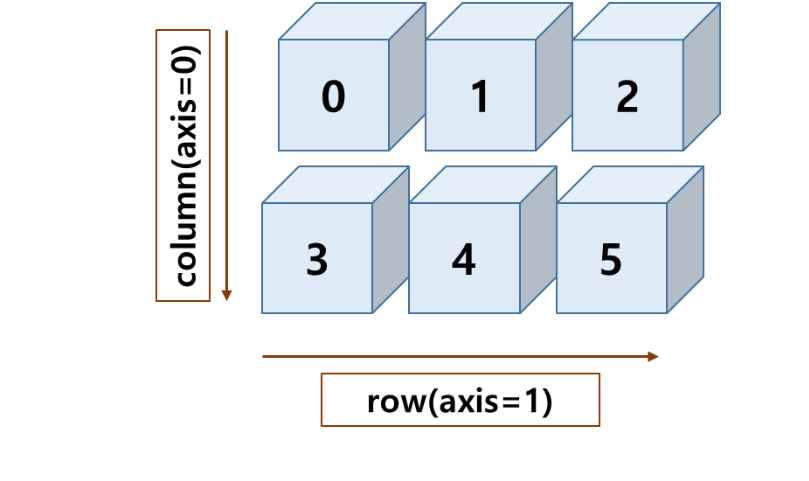 column(axis=0)
0 1 2
3 4 5
row(axis=1)